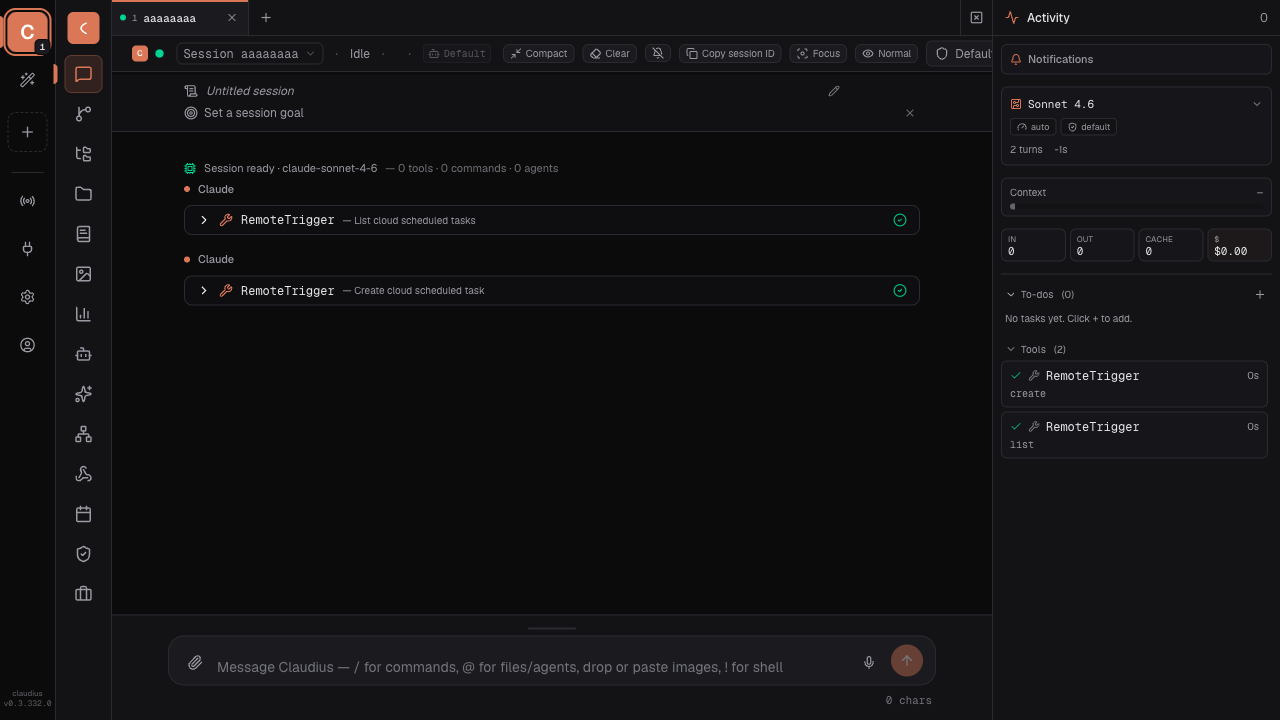 C
1
claudius
v0.3.332.0
1 aaaaaaaa
C
Session aaaaaaaa
·
Idle
·
·
Default
Compact
Clear
Copy session ID
Focus
Normal
Defaul
Untitled session
Set a session goal
Session ready · claude-sonnet-4-6 — 0 tools · 0 commands · 0 agents
Claude
RemoteTrigger — List cloud scheduled tasks
Claude
RemoteTrigger — Create cloud scheduled task
Message Claudius — / for commands, @ for files/agents, drop or paste images, ! for shell
0 chars
Activity
0
Notifications
Sonnet 4.6
auto
default
2 turns -1s
Context
–
IN
0
OUT
0
CACHE
0
$
$0.00
To-dos (0)
No tasks yet. Click + to add.
Tools (2)
RemoteTrigger
0s
create
RemoteTrigger
0s
list